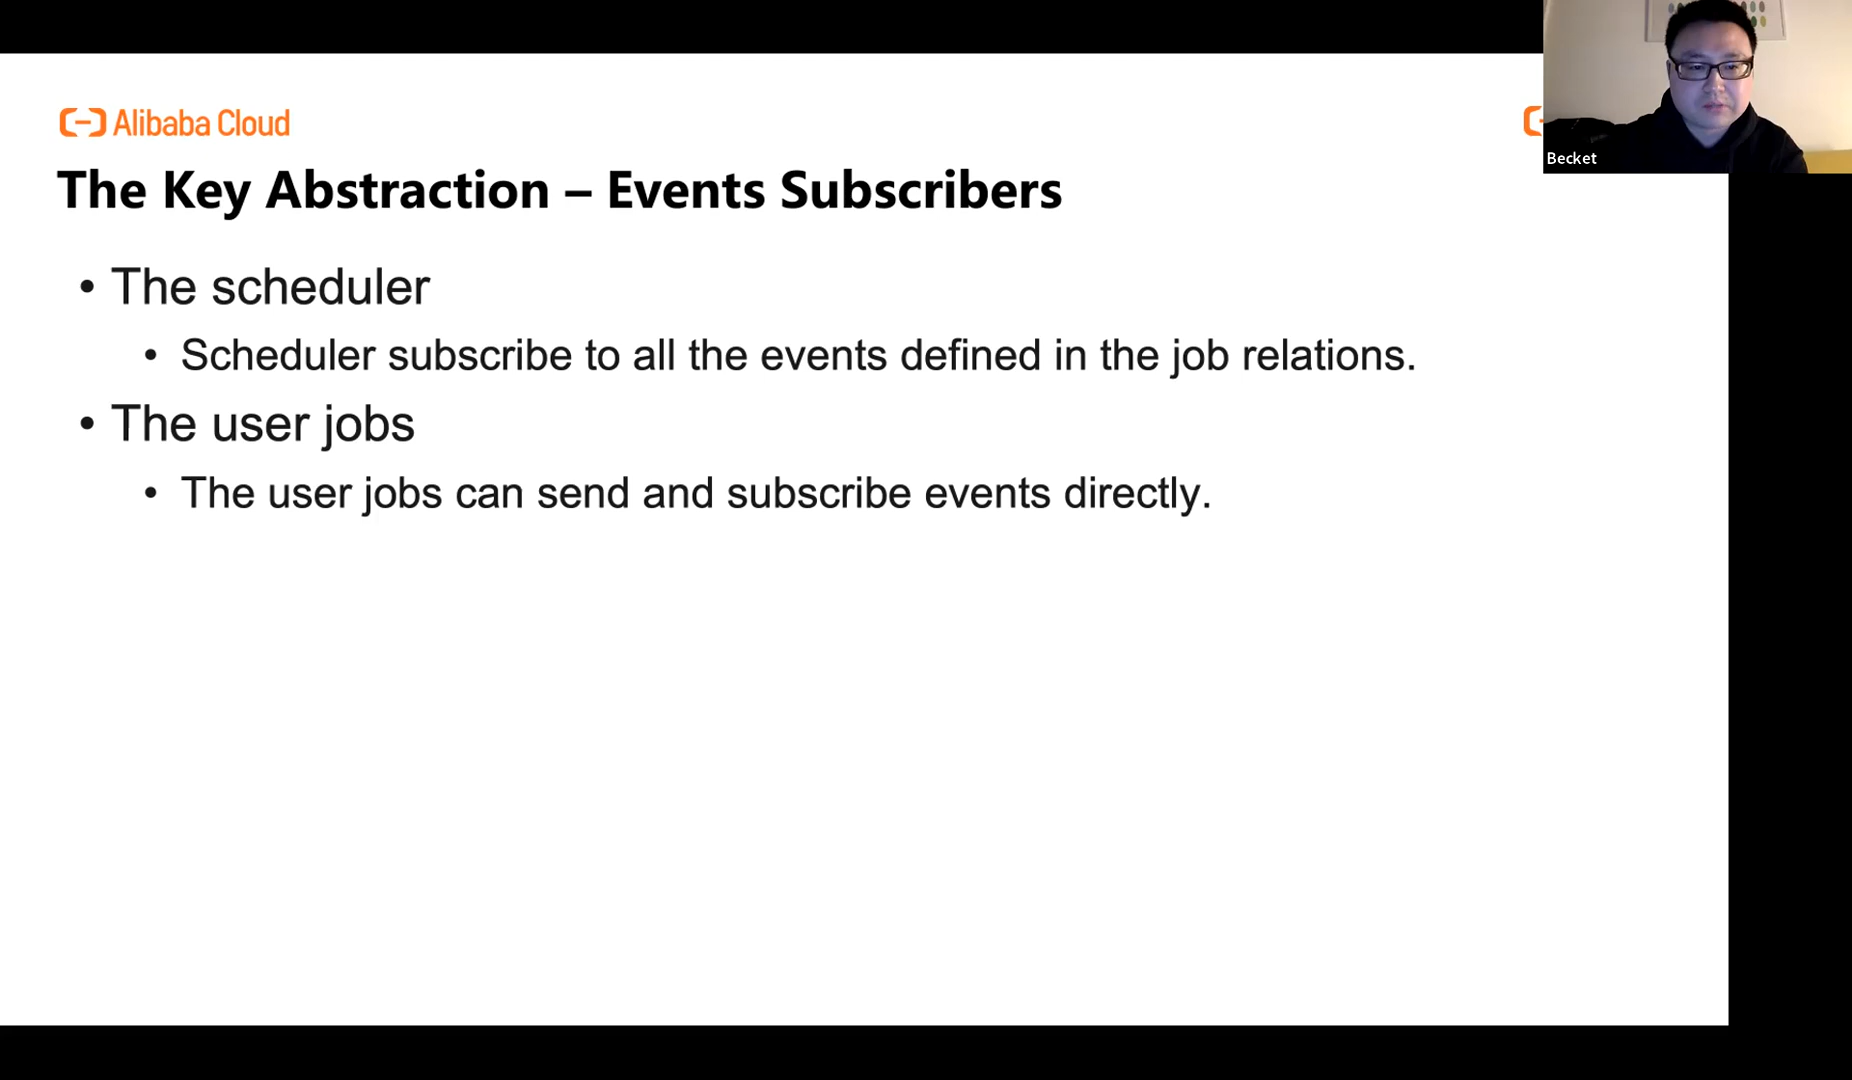 Alibaba Cloud
Becket
The Key Abstraction – Events Subscribers
• The scheduler
• Scheduler subscribe to all the events defined in the job relations.
• The user jobs
• The user jobs can send and subscribe events directly.